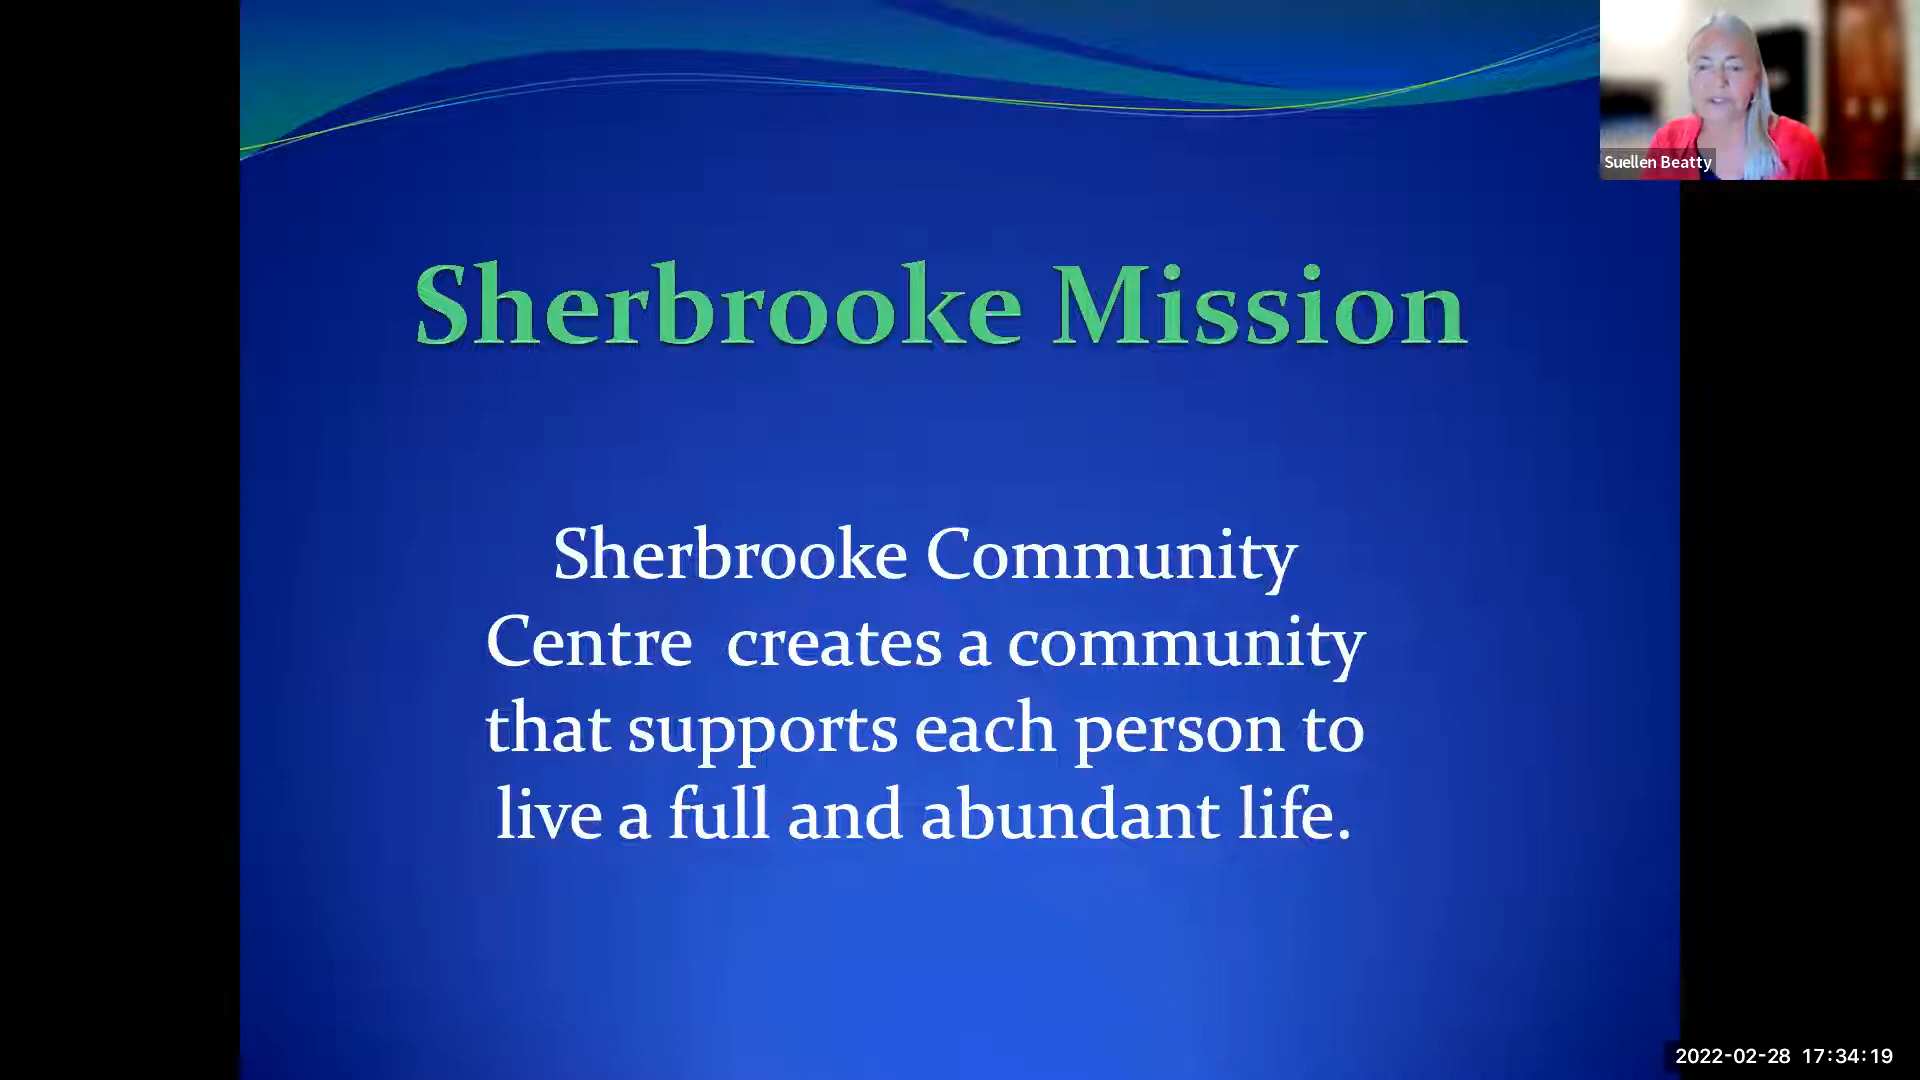 Suellen Beatty
Sherbrooke Mission
Sherbrooke Community
Centre  creates a community
that supports each person to
live a full and abundant life.
2022-02-28 17:34:19